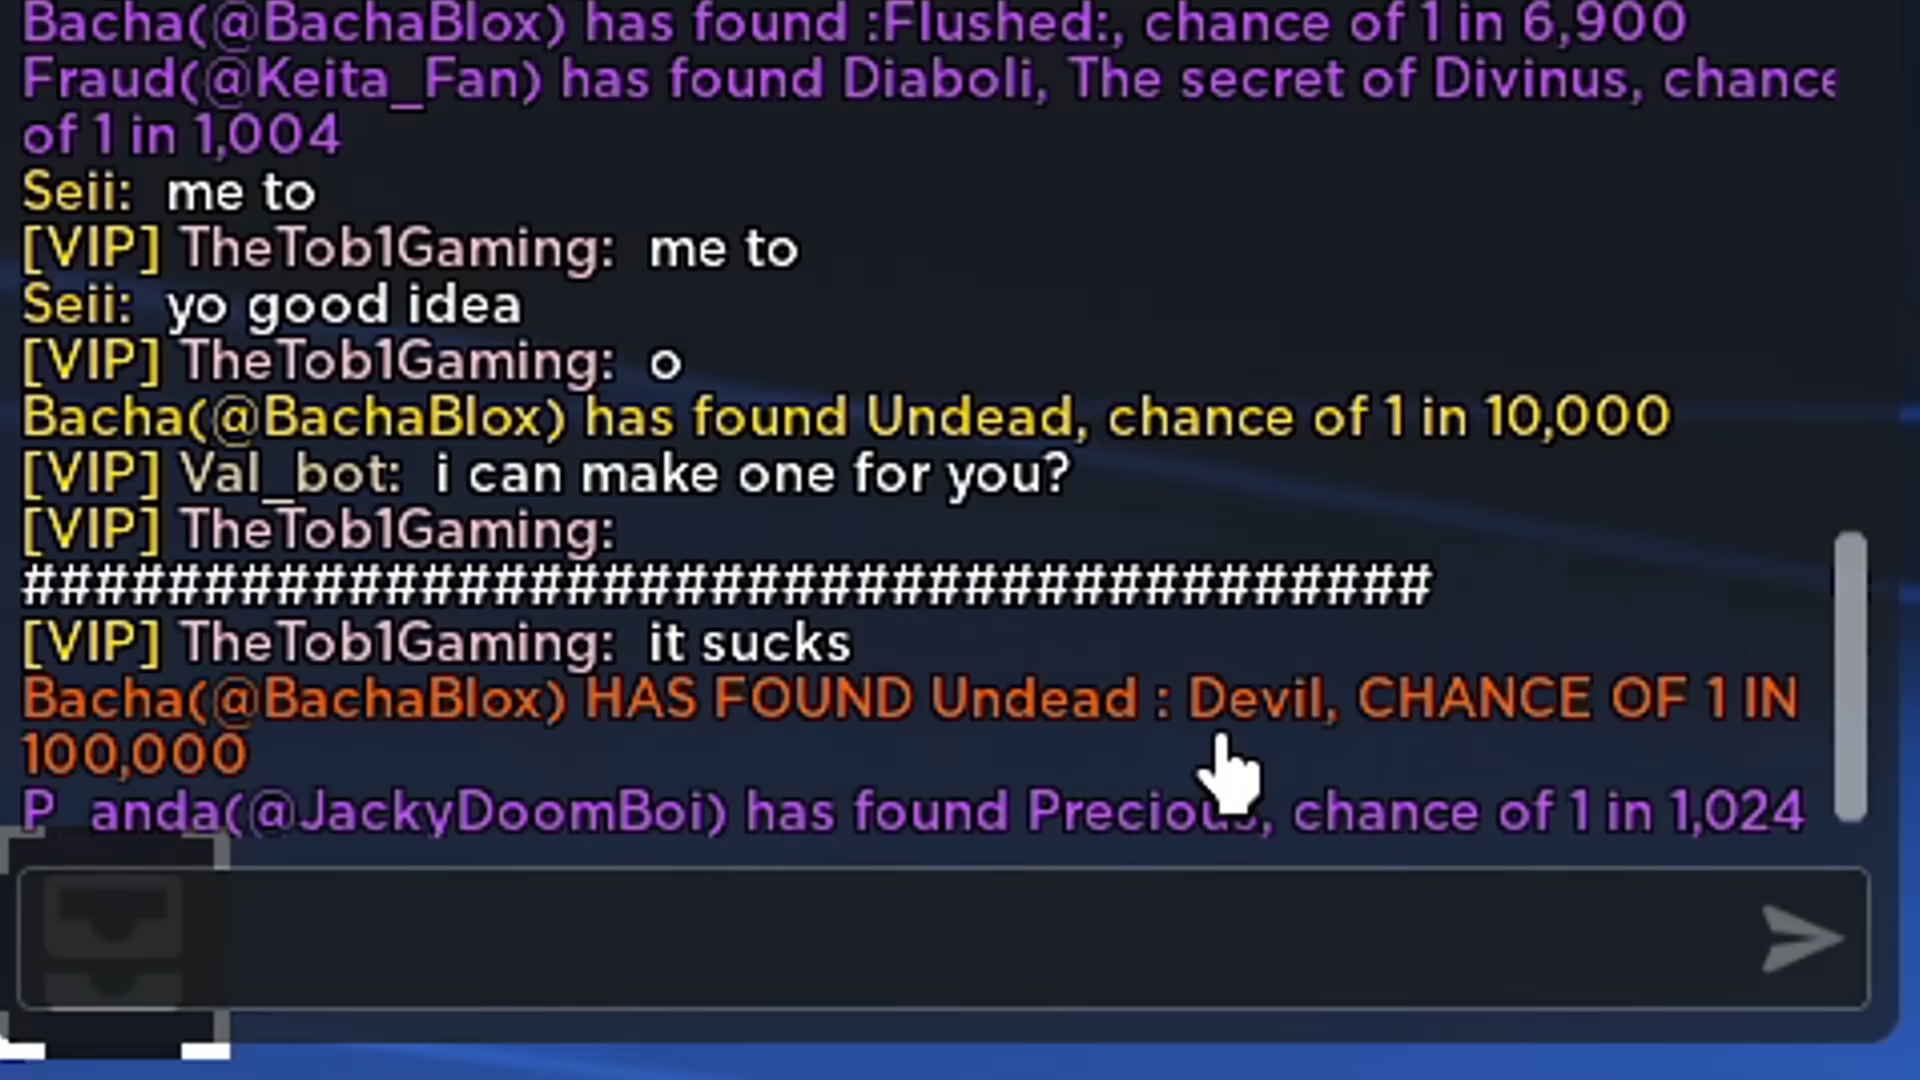 Bacha(@BachaBlox) has found :Flushed:, chance of 1 in 6,900
Fraud(@Keita_Fan) has found Diaboli, The secret of Divinus, chance
of 1 in 1,004
Seii: me to
[VIP] TheTob1Gaming: me to
Seii: yo good idea
[VIP] TheTob1Gaming: o
Bacha(@BachaBlox) has found Undead, chance of 1 in 10,000
[VIP] Val_bot: i can make one for you?
[VIP] TheTob1Gaming:
#######################################
[VIP] TheTob1Gaming: it sucks
Bacha(@BachaBlox) HAS FOUND Undead : Devil, CHANCE OF 1 IN
100,000
P_anda(@JackyDoomBoi) has found Precious, chance of 1 in 1,024